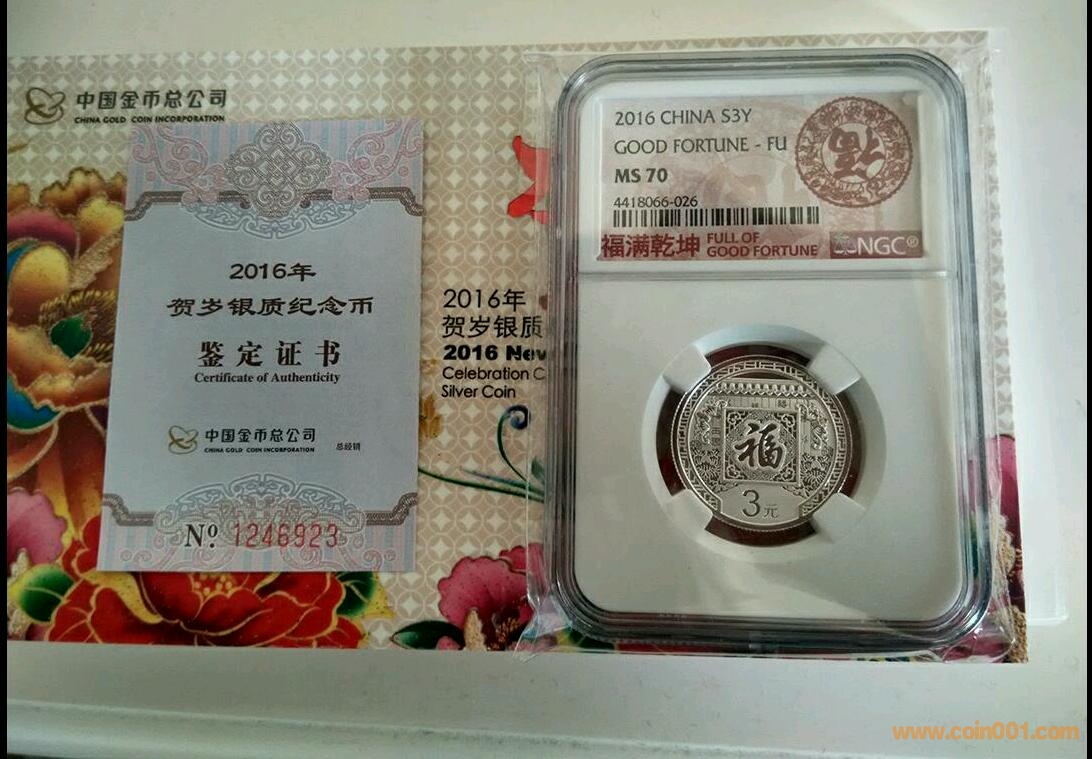 中国金币总公司
CHINA GOLD COIN INCORPORATION
2016年
贺岁银质纪念币
鉴定证书
Certificate of Authenticity
中国金币总公司
CHINA GOLD COIN INCORPORATION
总经销
Nº. 1246923
2016年
贺岁银质
2016 New
Celebration C
Silver Coin
2016 CHINA S3Y
GOOD FORTUNE - FU
MS 70
4418066-026
福满乾坤
FULL OF
GOOD FORTUNE
NGC®
福
福
3元
www.coin001.com